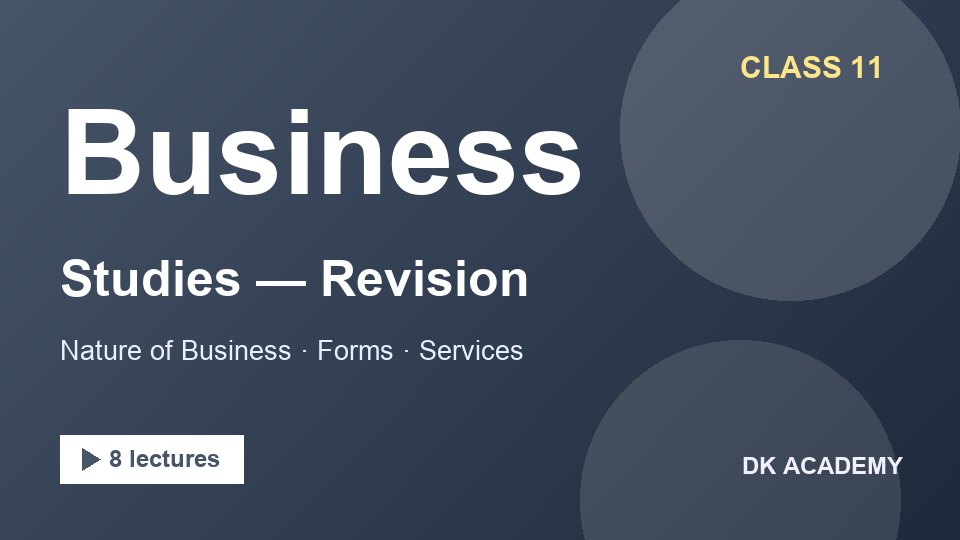 CLASS 11
Business
Studies — Revision
Nature of Business · Forms · Services
8 lectures
DK ACADEMY